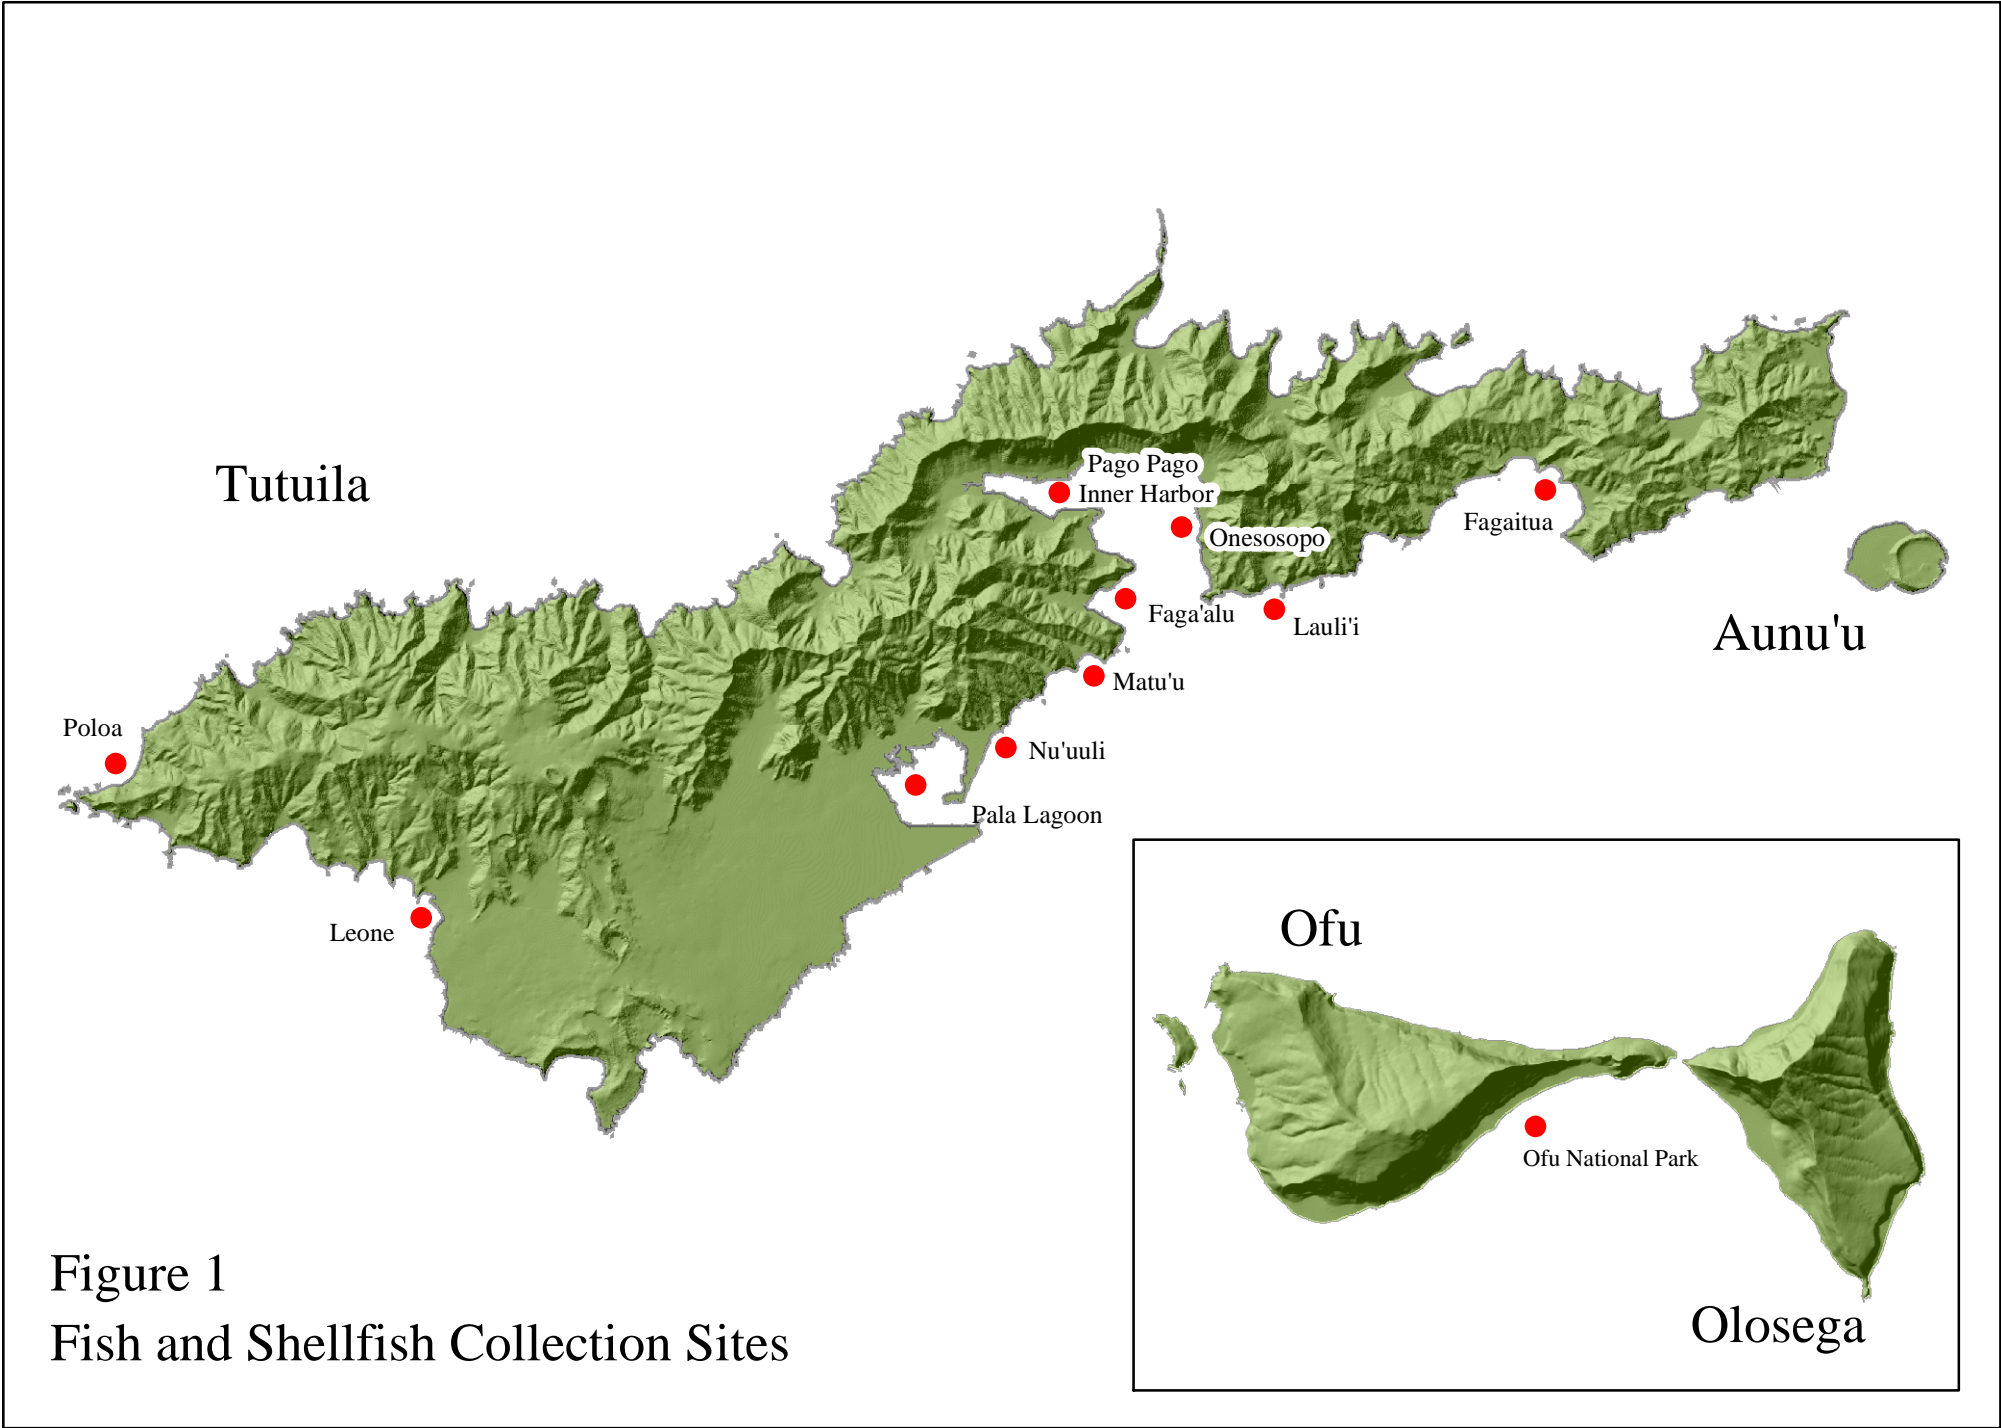 Tutuila
Pago Pago
Inner Harbor
Onesosopo
Fagaitua
Faga'alu
Lauli'i
Aunu'u
Matu'u
Poloa
Nu'uuli
Pala Lagoon
Leone
Ofu
Ofu National Park
Olosega
Figure 1
Fish and Shellfish Collection Sites